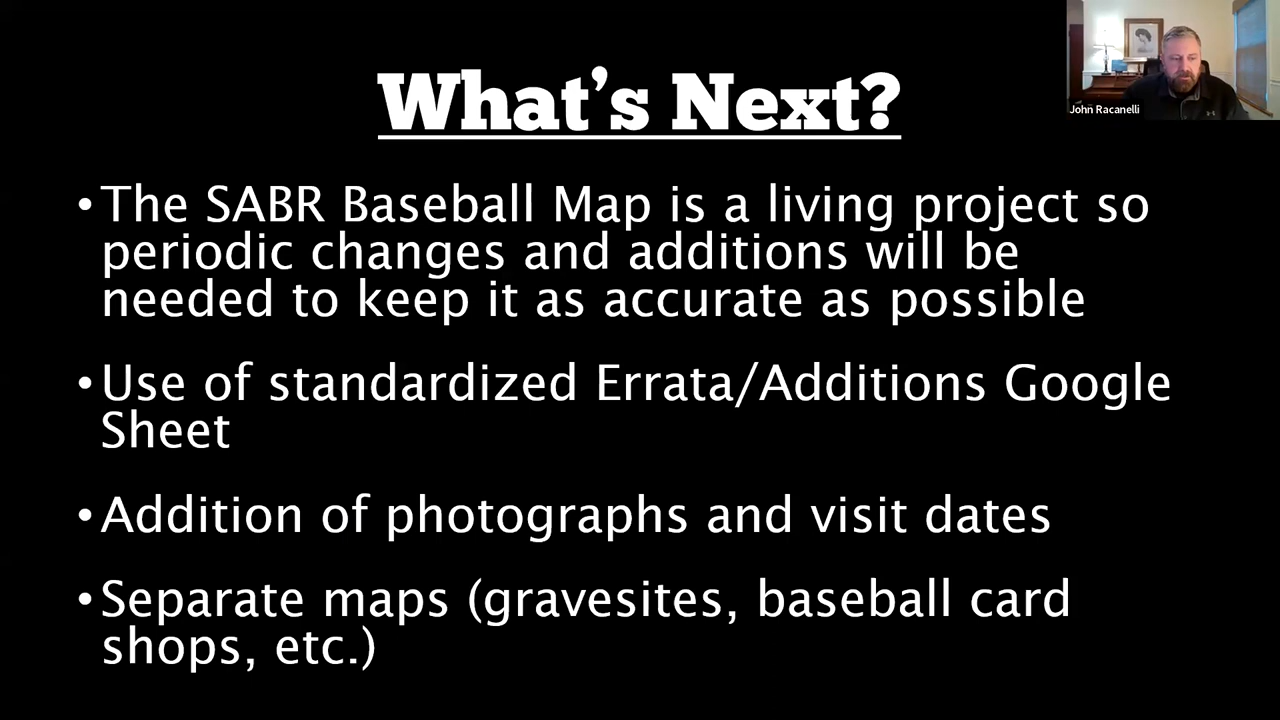 What's Next?
John Racanelli
•The SABR Baseball Map is a living project so
periodic changes and additions will be
needed to keep it as accurate as possible
•Use of standardized Errata/Additions Google
Sheet
•Addition of photographs and visit dates
•Separate maps (gravesites, baseball card
shops, etc.)